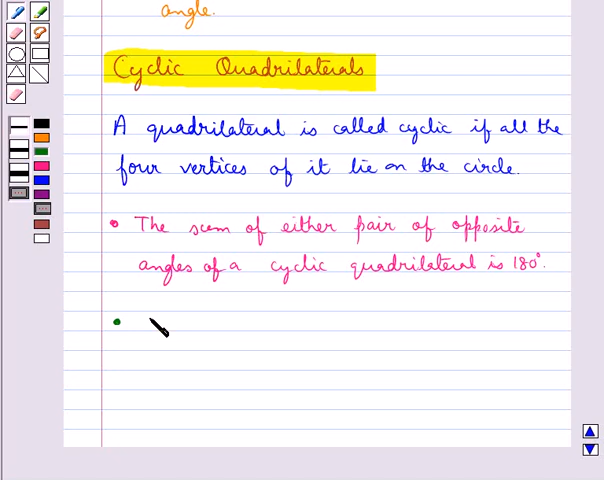 angle.
Cyclic Quadrilaterals
A quadrilateral is called cyclic if all the
four vertices of it lie on the circle.
• The sum of either pair of opposite
angles of a cyclic quadrilateral is 180°.
•